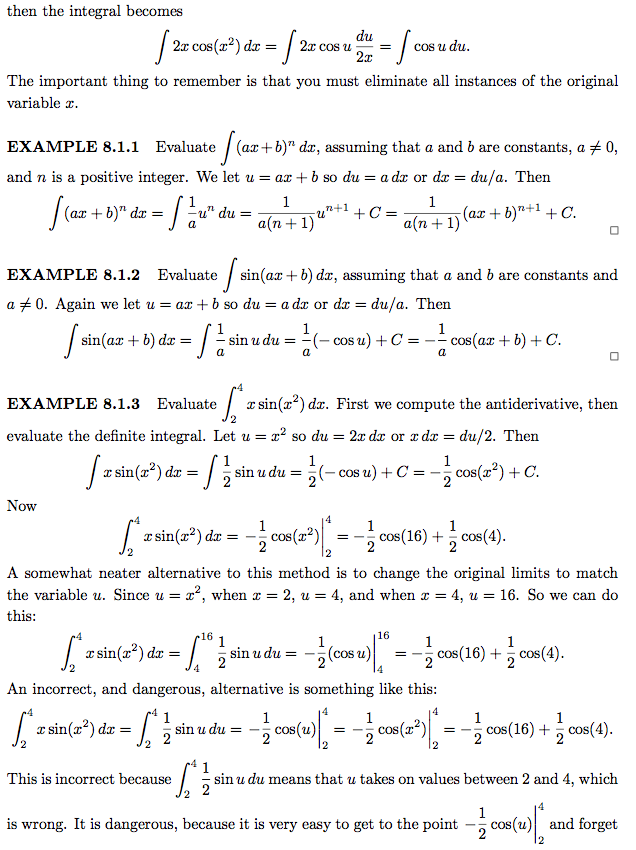 then the integral becomes
∫ 2x cos(x²) dx = ∫ 2x cos u du/2x = ∫ cos u du.
The important thing to remember is that you must eliminate all instances of the original
variable x.
EXAMPLE 8.1.1 Evaluate ∫ (ax + b)ⁿ dx, assuming that a and b are constants, a ≠ 0,
and n is a positive integer. We let u = ax + b so du = a dx or dx = du/a. Then
∫ (ax + b)ⁿ dx = ∫ 1/a uⁿ du = 1/(a(n + 1)) uⁿ⁺¹ + C = 1/(a(n + 1)) (ax + b)ⁿ⁺¹ + C.
EXAMPLE 8.1.2 Evaluate ∫ sin(ax + b) dx, assuming that a and b are constants and
a ≠ 0. Again we let u = ax + b so du = a dx or dx = du/a. Then
∫ sin(ax + b) dx = ∫ 1/a sin u du = 1/a (− cos u) + C = − 1/a cos(ax + b) + C.
EXAMPLE 8.1.3 Evaluate ∫₂⁴ x sin(x²) dx. First we compute the antiderivative, then
evaluate the definite integral. Let u = x² so du = 2x dx or x dx = du/2. Then
∫ x sin(x²) dx = ∫ 1/2 sin u du = 1/2 (− cos u) + C = − 1/2 cos(x²) + C.
Now
∫₂⁴ x sin(x²) dx = − 1/2 cos(x²)|₂⁴ = − 1/2 cos(16) + 1/2 cos(4).
A somewhat neater alternative to this method is to change the original limits to match
the variable u. Since u = x², when x = 2, u = 4, and when x = 4, u = 16. So we can do
this:
∫₂⁴ x sin(x²) dx = ∫₄¹⁶ 1/2 sin u du = − 1/2 (cos u)|₄¹⁶ = − 1/2 cos(16) + 1/2 cos(4).
An incorrect, and dangerous, alternative is something like this:
∫₂⁴ x sin(x²) dx = ∫₂⁴ 1/2 sin u du = − 1/2 cos(u)|₂⁴ = − 1/2 cos(x²)|₂⁴ = − 1/2 cos(16) + 1/2 cos(4).
This is incorrect because ∫₂⁴ 1/2 sin u du means that u takes on values between 2 and 4, which
is wrong. It is dangerous, because it is very easy to get to the point − 1/2 cos(u)|₂⁴ and forget